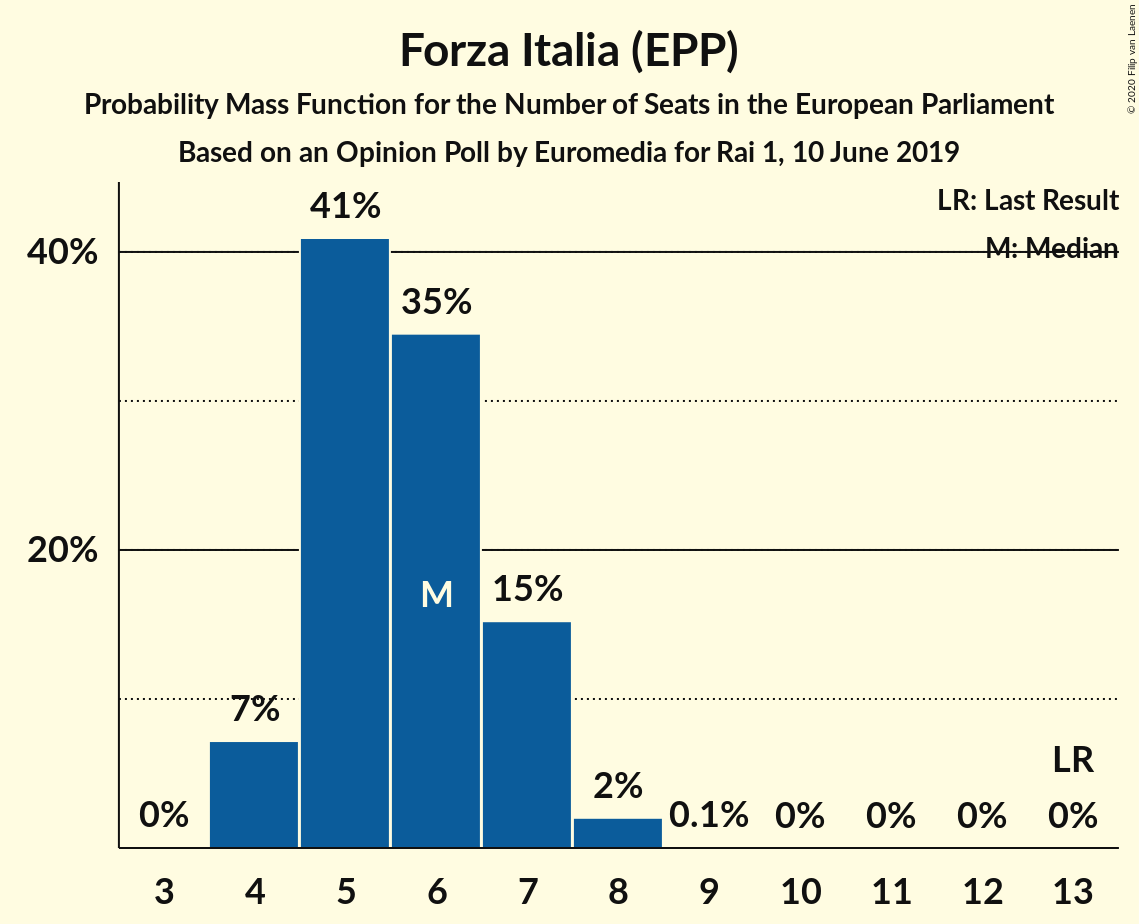 Forza Italia (EPP)
Probability Mass Function for the Number of Seats in the European Parliament
Based on an Opinion Poll by Euromedia for Rai 1, 10 June 2019
© 2020 Filip van Laenen
LR: Last Result
M: Median
40%
20%
0%
7%
41%
35%
M
15%
2%
0.1%
0%
0%
0%
LR
0%
3 4 5 6 7 8 9 10 11 12 13